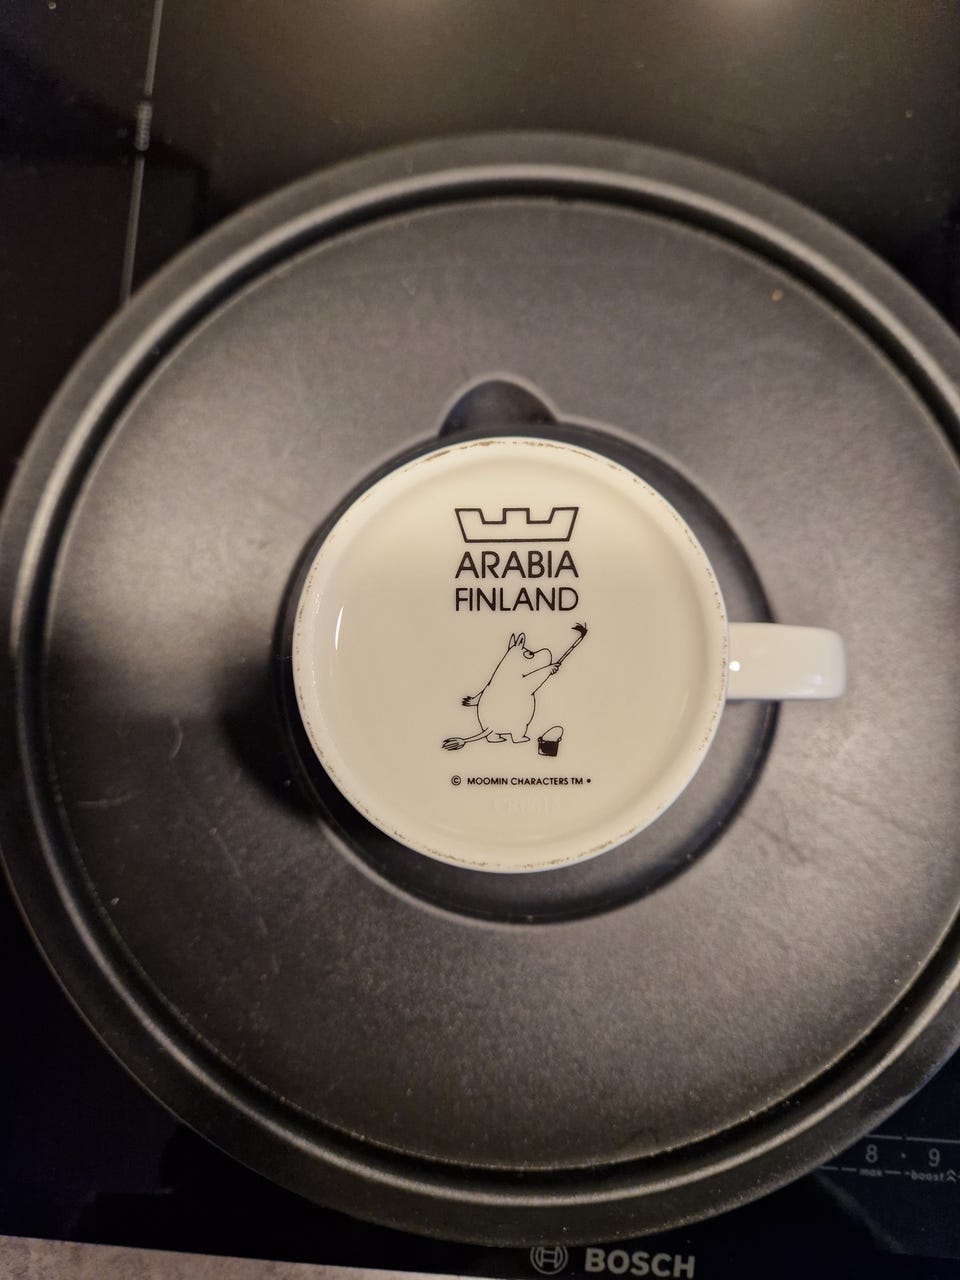 ARABIA
FINLAND
© MOOMIN CHARACTERS TM •
8 · 9
max boost
BOSCH